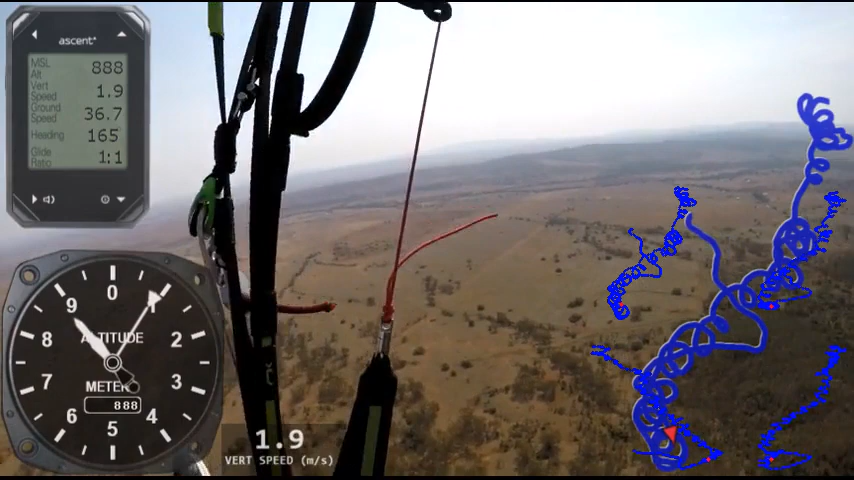 ascent
MSL Alt 888
Vert Speed 1.9
Ground Speed 36.7
Heading 165
Glide Ratio 1:1
0
9 1
8 ALTITUDE 2
7 METER 3
888
6 4
5
1.9
VERT SPEED (m/s)